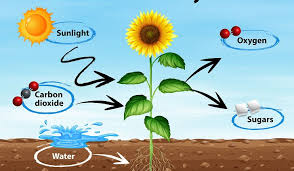 Sunlight
Oxygen
Carbon
dioxide
Sugars
Water